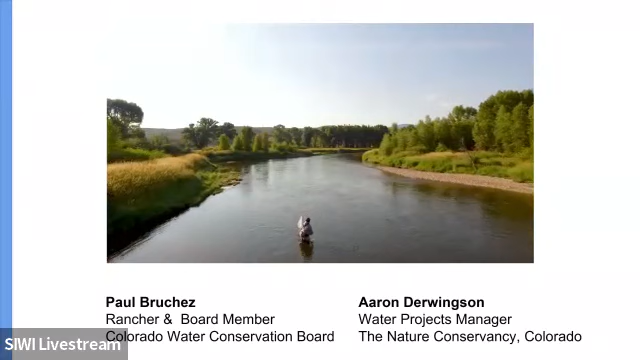 Paul Bruchez
Rancher & Board Member
Colorado Water Conservation Board
Aaron Derwingson
Water Projects Manager
The Nature Conservancy, Colorado
SIWI Livestream